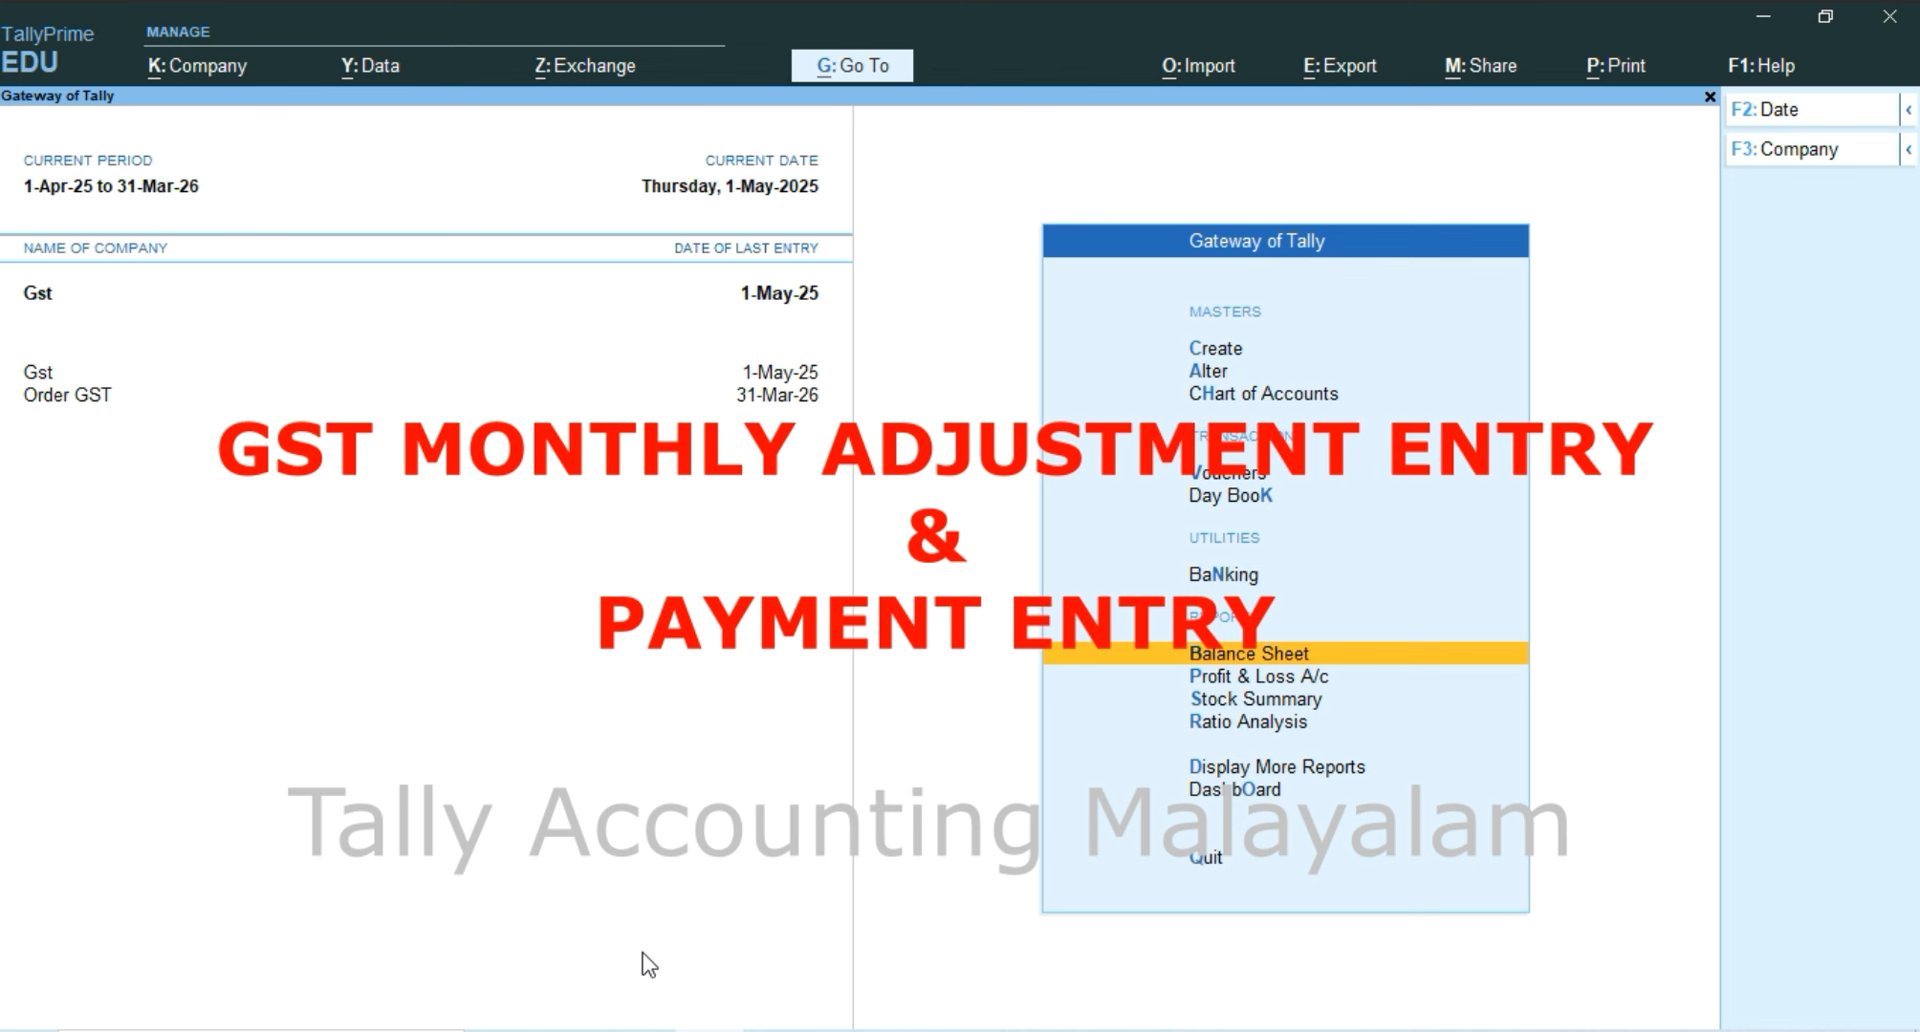 TallyPrime
EDU
MANAGE
K: Company
Y: Data
Z: Exchange
G: Go To
O: Import
E: Export
M: Share
P: Print
F1: Help
Gateway of Tally
F2: Date
F3: Company
CURRENT PERIOD
CURRENT DATE
1-Apr-25 to 31-Mar-26
Thursday, 1-May-2025
NAME OF COMPANY
DATE OF LAST ENTRY
Gst
1-May-25
Gst
1-May-25
Order GST
31-Mar-26
Gateway of Tally
MASTERS
Create
Alter
CHart of Accounts
GST MONTHLY ADJUSTMENT ENTRY
Vouchers
Day BooK
UTILITIES
&
BaNking
PAYMENT ENTRY
Balance Sheet
Profit & Loss A/c
Stock Summary
Ratio Analysis
Display More Reports
DashbOard
Tally Accounting Malayalam
Quit